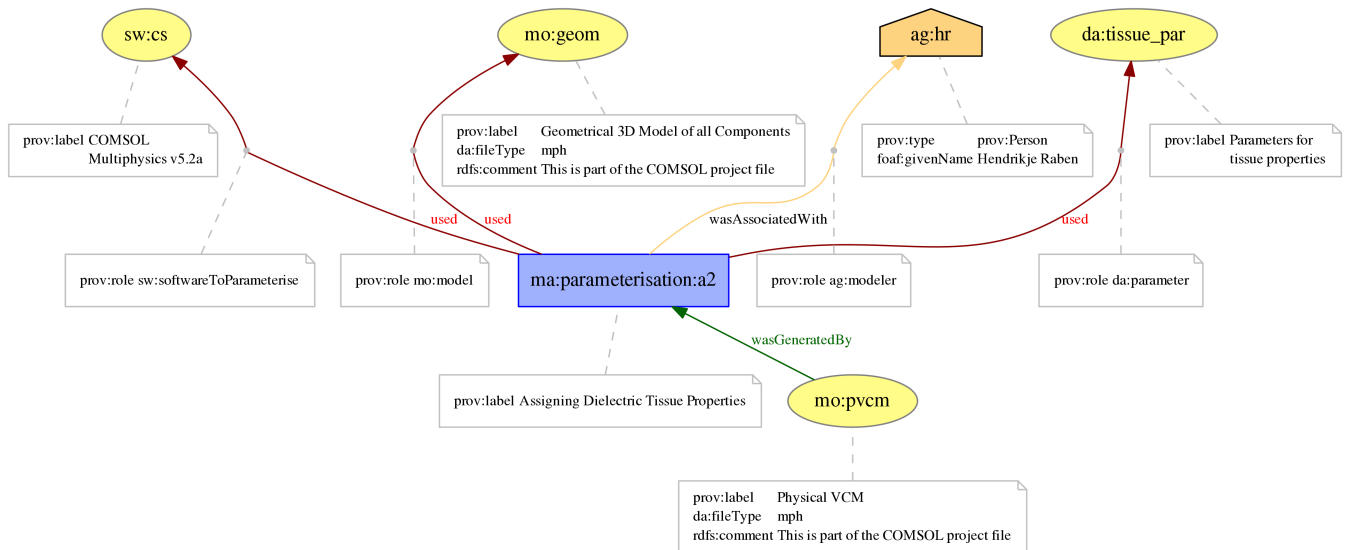 sw:cs
mo:geom
ag:hr
da:tissue_par
prov:label COMSOL
Multiphysics v5.2a
prov:label Geometrical 3D Model of all Components
da:fileType mph
rdfs:comment This is part of the COMSOL project file
prov:type prov:Person
foaf:givenName Hendrikje Raben
prov:label Parameters for
tissue properties
used
used
wasAssociatedWith
used
prov:role sw:softwareToParameterise
prov:role mo:model
ma:parameterisation:a2
prov:role ag:modeler
prov:role da:parameter
wasGeneratedBy
prov:label Assigning Dielectric Tissue Properties
mo:pvcm
prov:label Physical VCM
da:fileType mph
rdfs:comment This is part of the COMSOL project file